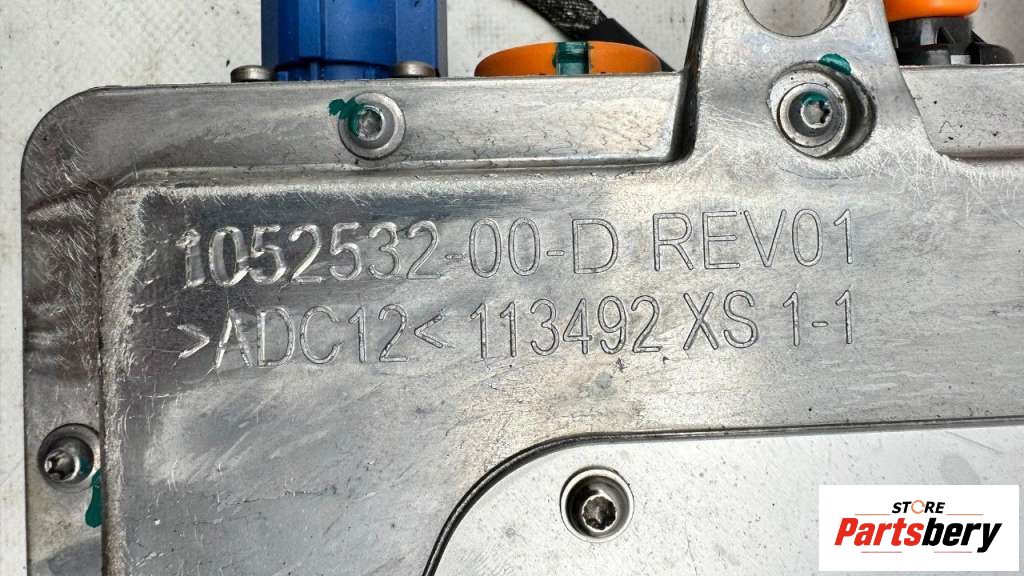 1052532-00-D REV01
>ADC12< 113492 XS 1-1
STORE
Partsbery